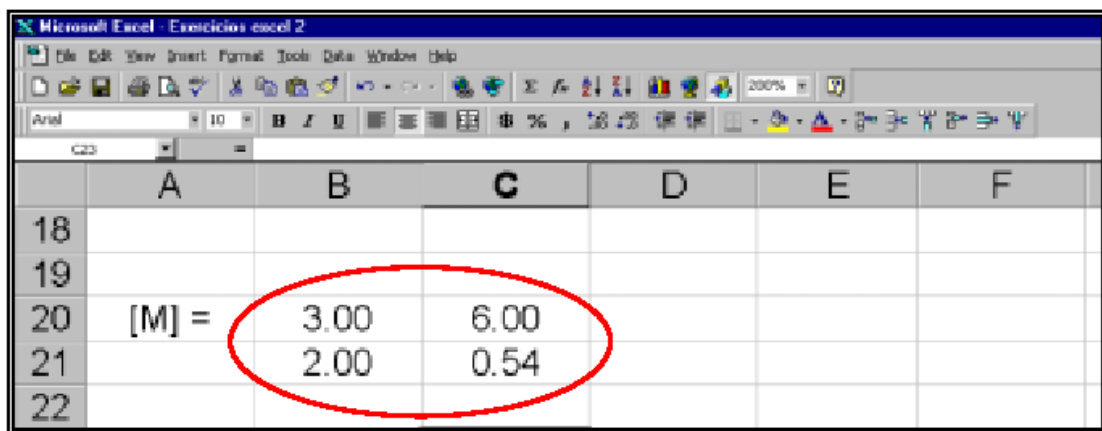 Microsoft Excel - Exercicios excel 2
File Edit View Insert Format Tools Data Window Help
200%
Arial 10 B I U $ % ,
C23 =
A B C D E F
18
19
20 [M] = 3.00 6.00
21 2.00 0.54
22